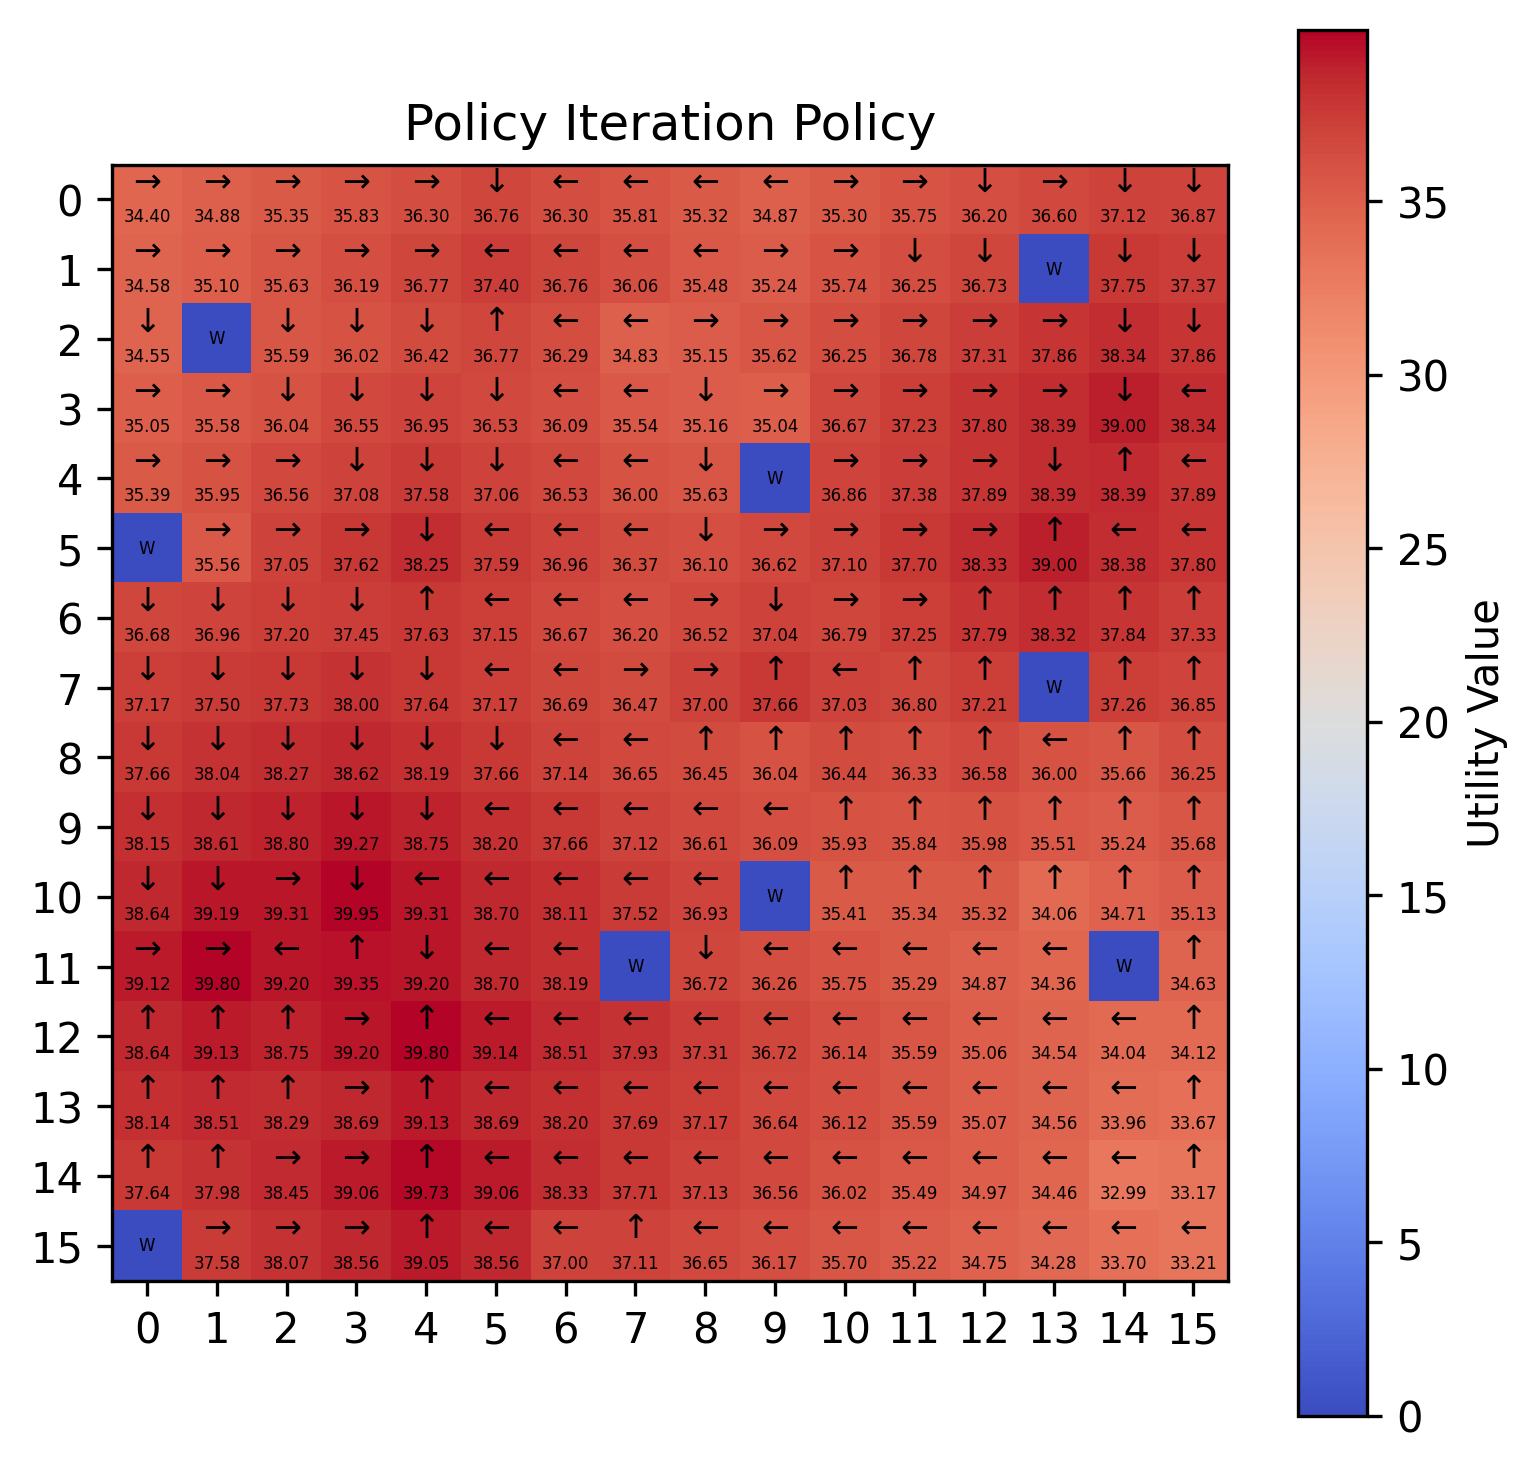 Policy Iteration Policy
0 → → → → → ↓ ← ← ← ← → → ↓ → ↓ ↓
34.40 34.88 35.35 35.83 36.30 36.76 36.30 35.81 35.32 34.87 35.30 35.75 36.20 36.60 37.12 36.87
1 → → → → → ← ← ← ← → → ↓ ↓ W ↓ ↓
34.58 35.10 35.63 36.19 36.77 37.40 36.76 36.06 35.48 35.24 35.74 36.25 36.73 37.75 37.37
2 ↓ W ↓ ↓ ↓ ↑ ← ← → → → → → → ↓ ↓
34.55 35.59 36.02 36.42 36.77 36.29 34.83 35.15 35.62 36.25 36.78 37.31 37.86 38.34 37.86
3 → → ↓ ↓ ↓ ↓ ← ← ↓ → → → → → ↓ ←
35.05 35.58 36.04 36.55 36.95 36.53 36.09 35.54 35.16 35.04 36.67 37.23 37.80 38.39 39.00 38.34
4 → → → ↓ ↓ ↓ ← ← ↓ W → → → ↓ ↑ ←
35.39 35.95 36.56 37.08 37.58 37.06 36.53 36.00 35.63 36.86 37.38 37.89 38.39 38.39 37.89
5 W → → → ↓ ← ← ← ↓ → → → → ↑ ← ←
35.56 37.05 37.62 38.25 37.59 36.96 36.37 36.10 36.62 37.10 37.70 38.33 39.00 38.38 37.80
6 ↓ ↓ ↓ ↓ ↑ ← ← ← → ↓ → → ↑ ↑ ↑ ↑
36.68 36.96 37.20 37.45 37.63 37.15 36.67 36.20 36.52 37.04 36.79 37.25 37.79 38.32 37.84 37.33
7 ↓ ↓ ↓ ↓ ↓ ← ← → → ↑ ← ↑ ↑ W ↑ ↑
37.17 37.50 37.73 38.00 37.64 37.17 36.69 36.47 37.00 37.66 37.03 36.80 37.21 37.26 36.85
8 ↓ ↓ ↓ ↓ ↓ ↓ ← ← ↑ ↑ ↑ ↑ ↑ ← ↑ ↑
37.66 38.04 38.27 38.62 38.19 37.66 37.14 36.65 36.45 36.04 36.44 36.33 36.58 36.00 35.66 36.25
9 ↓ ↓ ↓ ↓ ↓ ← ← ← ← ← ↑ ↑ ↑ ↑ ↑ ↑
38.15 38.61 38.80 39.27 38.75 38.20 37.66 37.12 36.61 36.09 35.93 35.84 35.98 35.51 35.24 35.68
10 ↓ ↓ → ↓ ← ← ← ← ← W ↑ ↑ ↑ ↑ ↑ ↑
38.64 39.19 39.31 39.95 39.31 38.70 38.11 37.52 36.93 35.41 35.34 35.32 34.06 34.71 35.13
11 → → ← ↑ ↓ ← ← W ↓ ← ← ← ← ← W ↑
39.12 39.80 39.20 39.35 39.20 38.70 38.19 36.72 36.26 35.75 35.29 34.87 34.36 34.63
12 ↑ ↑ ↑ → ↑ ← ← ← ← ← ← ← ← ← ← ↑
38.64 39.13 38.75 39.20 39.80 39.14 38.51 37.93 37.31 36.72 36.14 35.59 35.06 34.54 34.04 34.12
13 ↑ ↑ ↑ → ↑ ← ← ← ← ← ← ← ← ← ← ↑
38.14 38.51 38.29 38.69 39.13 38.69 38.20 37.69 37.17 36.64 36.12 35.59 35.07 34.56 33.96 33.67
14 ↑ ↑ → → ↑ ← ← ← ← ← ← ← ← ← ← ↑
37.64 37.98 38.45 39.06 39.73 39.06 38.33 37.71 37.13 36.56 36.02 35.49 34.97 34.46 32.99 33.17
15 W → → → ↑ ← ← ↑ ← ← ← ← ← ← ← ←
37.58 38.07 38.56 39.05 38.56 37.00 37.11 36.65 36.17 35.70 35.22 34.75 34.28 33.70 33.21
0 1 2 3 4 5 6 7 8 9 10 11 12 13 14 15
35
30
25
20
15
10
5
0
Utility Value